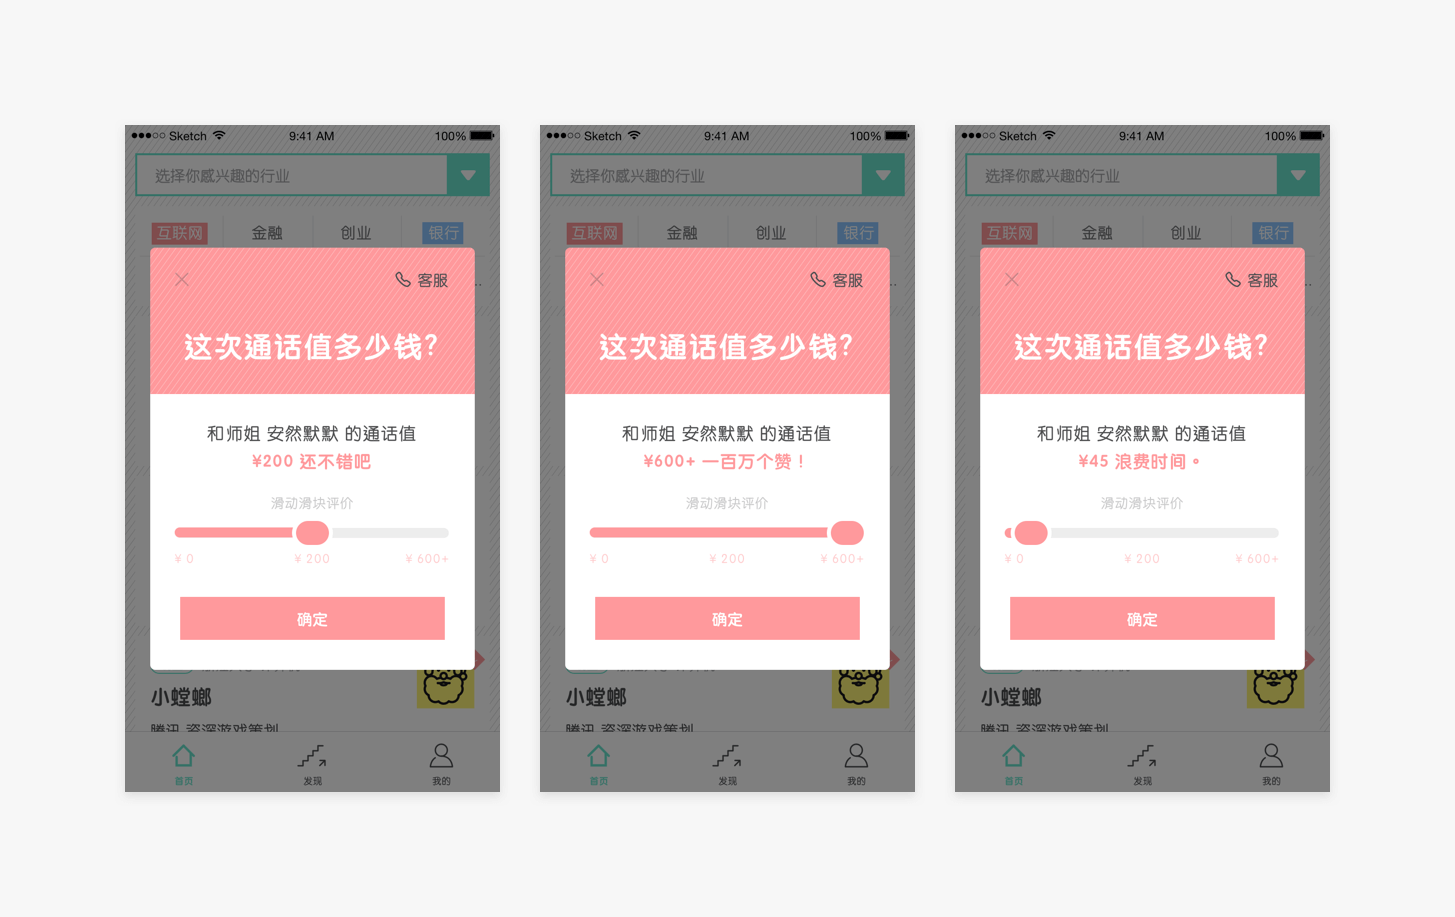 Sketch 9:41 AM 100%
选择你感兴趣的行业
互联网 金融 创业 银行
客服
这次通话值多少钱?
和师姐 安然默默 的通话值
¥200 还不错吧
滑动滑块评价
¥ 0 ¥ 200 ¥ 600+
确定
小螳螂
腾讯 资深游戏策划
首页 发现 我的
Sketch 9:41 AM 100%
选择你感兴趣的行业
互联网 金融 创业 银行
客服
这次通话值多少钱?
和师姐 安然默默 的通话值
¥600+ 一百万个赞！
滑动滑块评价
¥ 0 ¥ 200 ¥ 600+
确定
小螳螂
腾讯 资深游戏策划
首页 发现 我的
Sketch 9:41 AM 100%
选择你感兴趣的行业
互联网 金融 创业 银行
客服
这次通话值多少钱?
和师姐 安然默默 的通话值
¥45 浪费时间。
滑动滑块评价
¥ 0 ¥ 200 ¥ 600+
确定
小螳螂
腾讯 资深游戏策划
首页 发现 我的